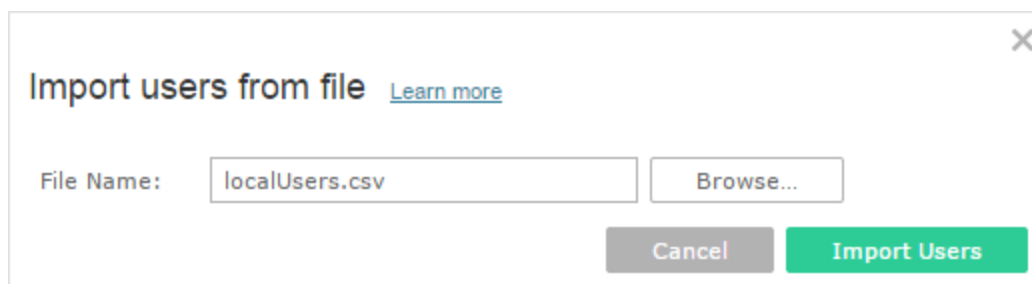 Import users from file Learn more
File Name: localUsers.csv Browse...
Cancel Import Users